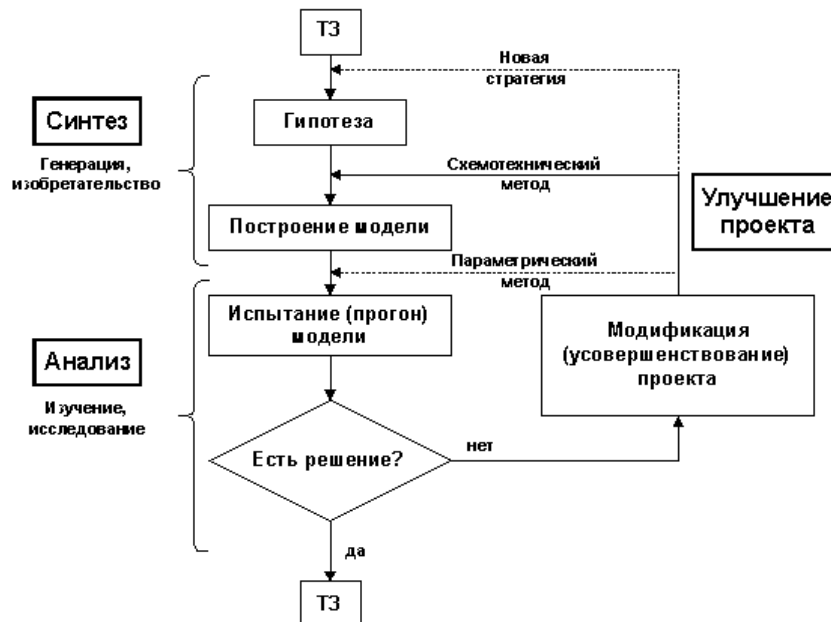 ТЗ
Новая
стратегия
Синтез
Генерация,
изобретательство
Гипотеза
Схемотехнический
метод
Улучшение
проекта
Построение модели
Параметрический
метод
Испытание (прогон)
модели
Модификация
(усовершенствование)
проекта
Анализ
Изучение,
исследование
Есть решение?
нет
да
ТЗ